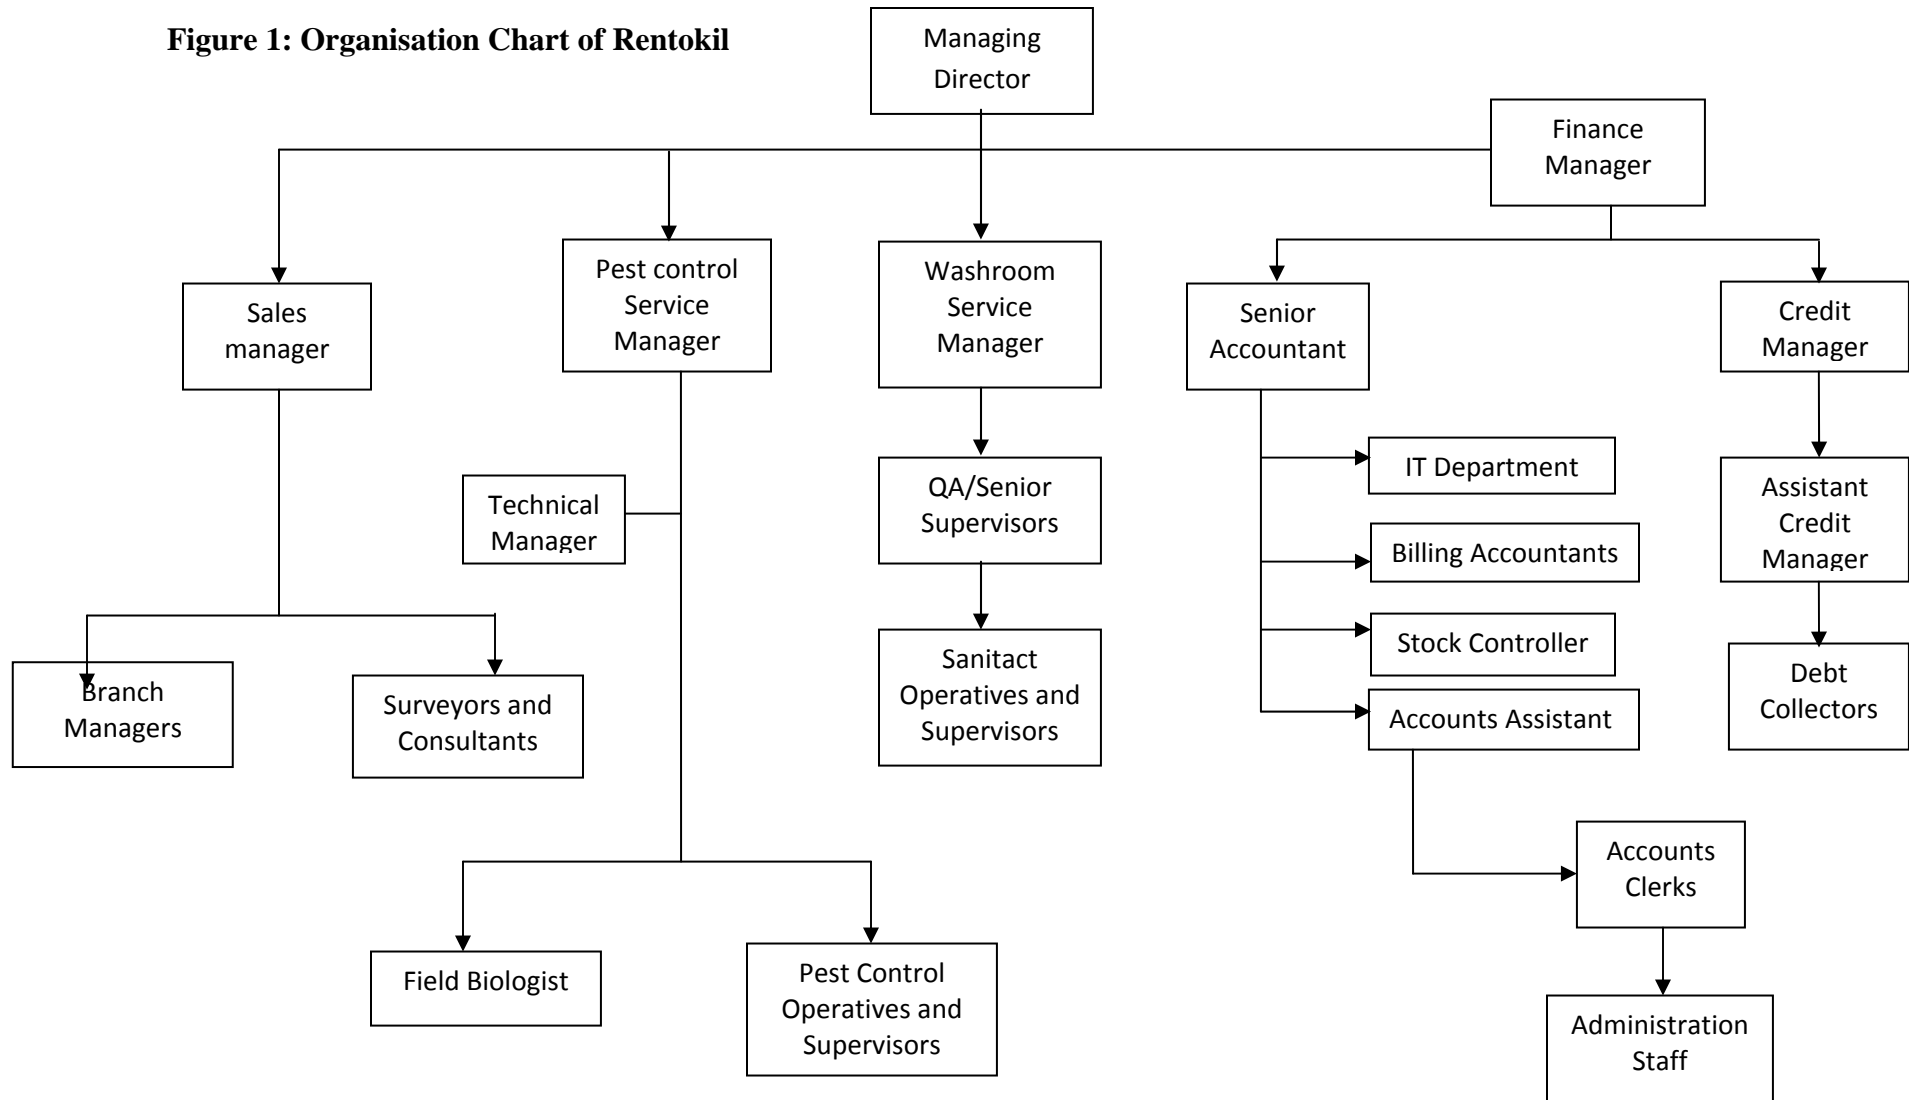 Figure 1: Organisation Chart of Rentokil
Managing
Director
Finance
Manager
Sales
manager
Pest control
Service
Manager
Washroom
Service
Manager
Senior
Accountant
Credit
Manager
Technical
Manager
QA/Senior
Supervisors
IT Department
Billing Accountants
Stock Controller
Accounts Assistant
Assistant
Credit
Manager
Branch
Managers
Surveyors and
Consultants
Sanitact
Operatives and
Supervisors
Debt
Collectors
Accounts
Clerks
Field Biologist
Pest Control
Operatives and
Supervisors
Administration
Staff